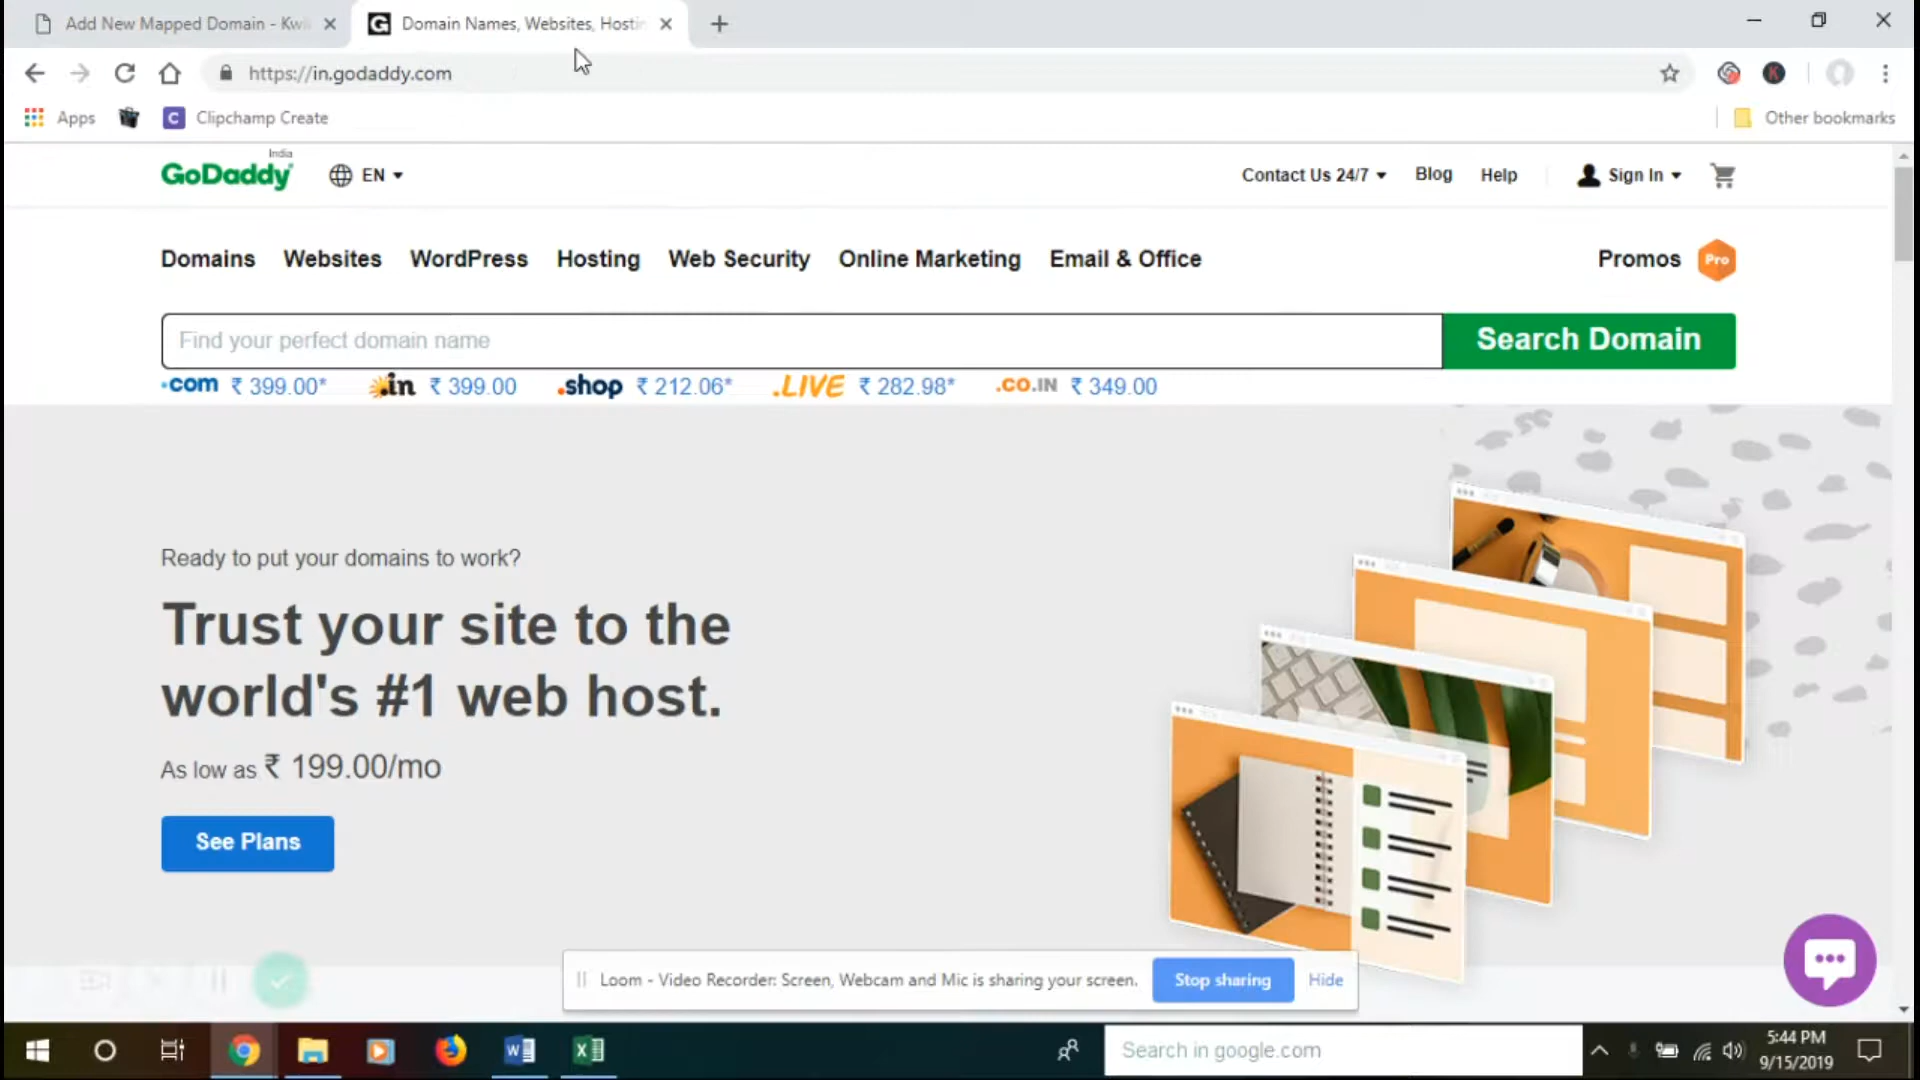 Add New Mapped Domain - Kwi
Domain Names, Websites, Hostin
https://in.godaddy.com
K
Apps
C
Clipchamp Create
Other bookmarks
GoDaddy
India
EN
Contact Us 24/7
Blog
Help
Sign In
Domains
Websites
WordPress
Hosting
Web Security
Online Marketing
Email & Office
Promos
Pro
Find your perfect domain name
Search Domain
.com ₹ 399.00*
.in ₹ 399.00
.shop ₹ 212.06*
.LIVE ₹ 282.98*
.CO.IN ₹ 349.00
Ready to put your domains to work?
Trust your site to the
world's #1 web host.
As low as ₹ 199.00/mo
See Plans
Loom - Video Recorder: Screen, Webcam and Mic is sharing your screen.
Stop sharing
Hide
Search in google.com
5:44 PM
9/15/2019